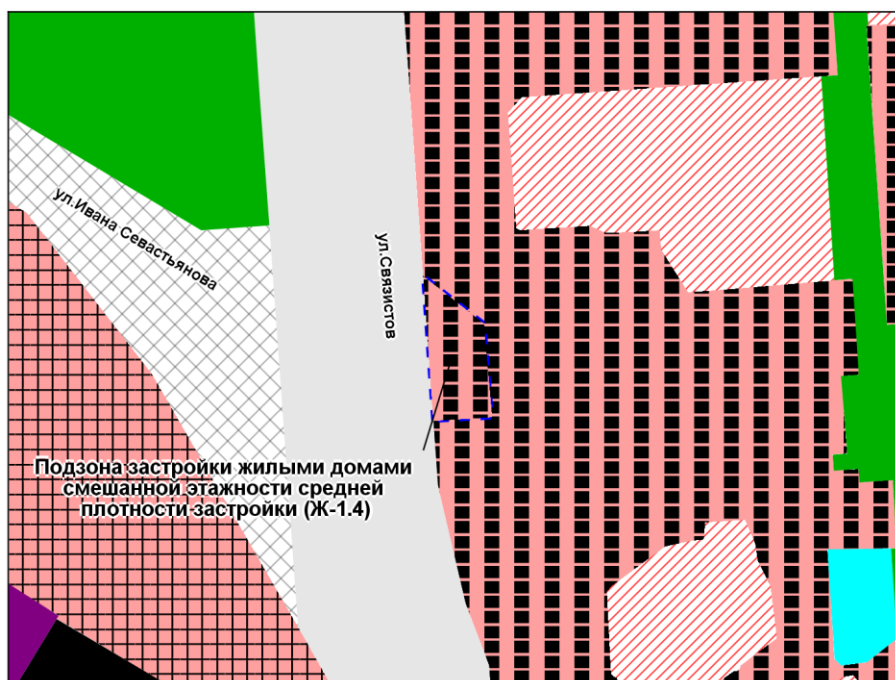 ул.Ивана Севастьянова
ул.Связистов
Подзона застройки жилыми домами
смешанной этажности средней
плотности застройки (Ж-1.4)